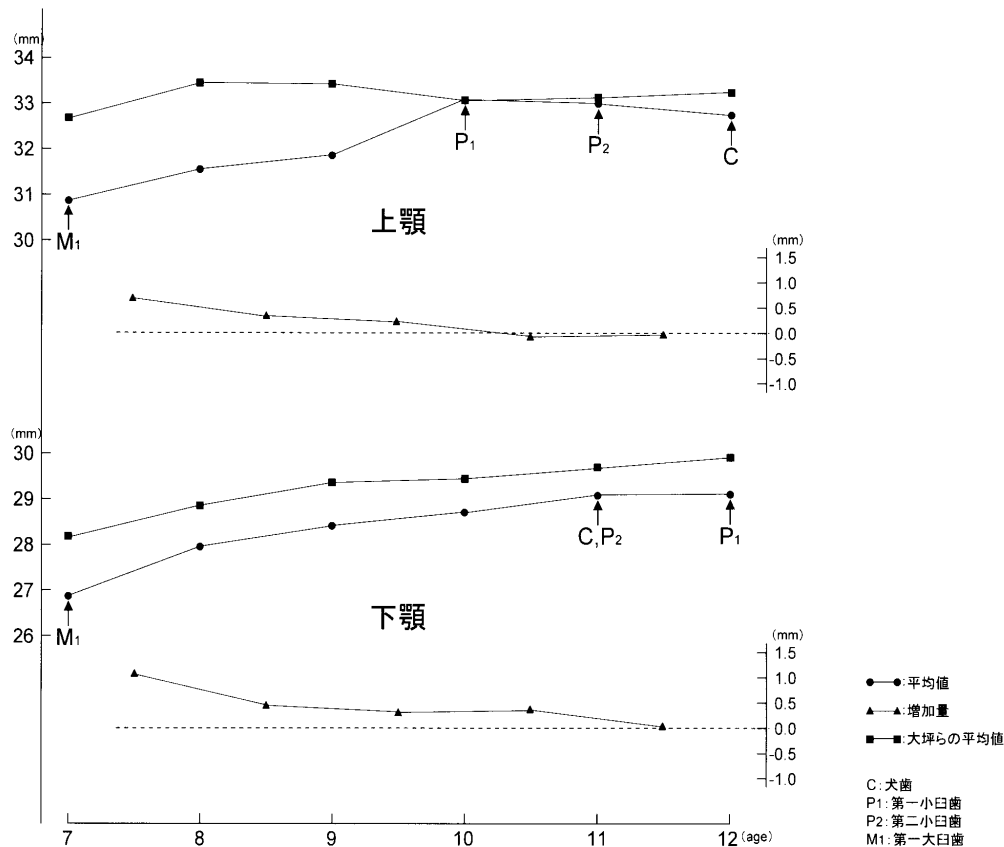 (mm)
34
33
32
31
30
M1
P1
P2
C
上顎
(mm)
1.5
1.0
0.5
0.0
-0.5
-1.0
(mm)
30
29
28
27
26
M1
C,P2
P1
下顎
(mm)
1.5
1.0
0.5
0.0
-0.5
-1.0
7 8 9 10 11 12 (age)
:平均値
:増加量
:大坪らの平均値
C:犬歯
P1:第一小臼歯
P2:第二小臼歯
M1:第一大臼歯